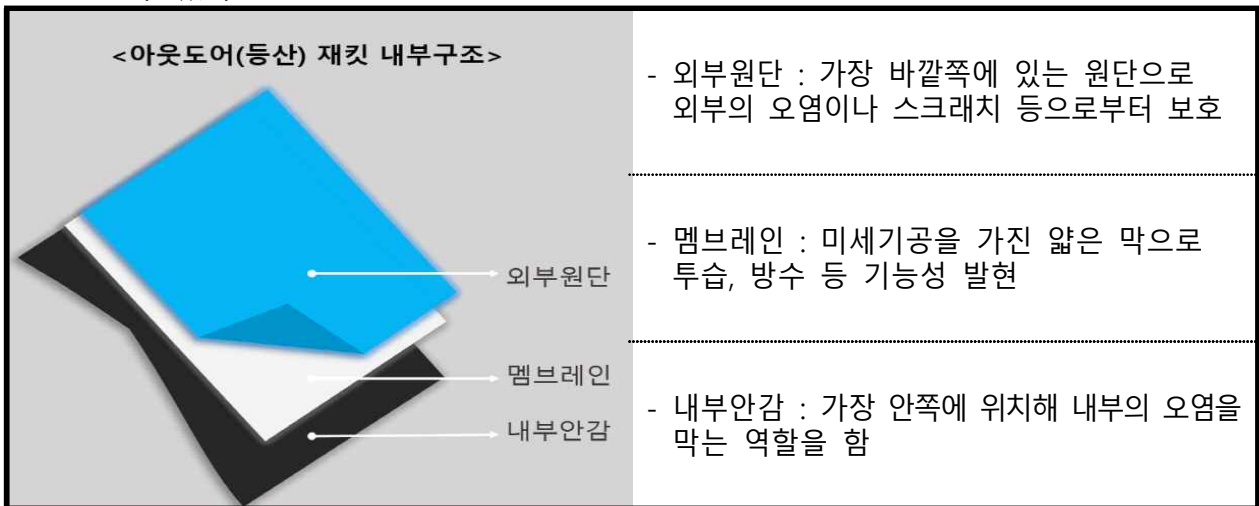 <아웃도어(등산) 재킷 내부구조>
외부원단
멤브레인
내부안감
- 외부원단 : 가장 바깥쪽에 있는 원단으로
외부의 오염이나 스크래치 등으로부터 보호
- 멤브레인 : 미세기공을 가진 얇은 막으로
투습, 방수 등 기능성 발현
- 내부안감 : 가장 안쪽에 위치해 내부의 오염을
막는 역할을 함